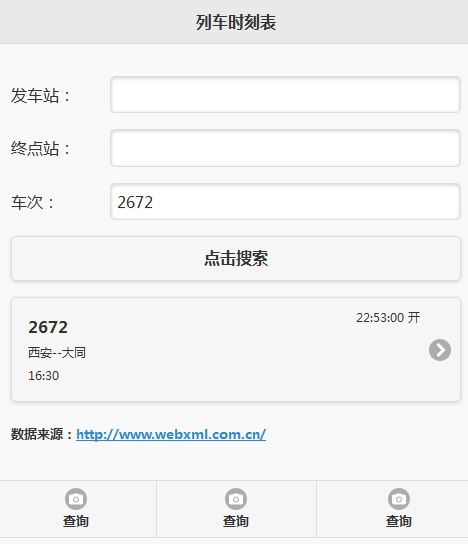 列车时刻表
发车站：
终点站：
车次：
2672
点击搜索
2672
22:53:00 开
西安--大同
16:30
数据来源：http://www.webxml.com.cn/
查询
查询
查询